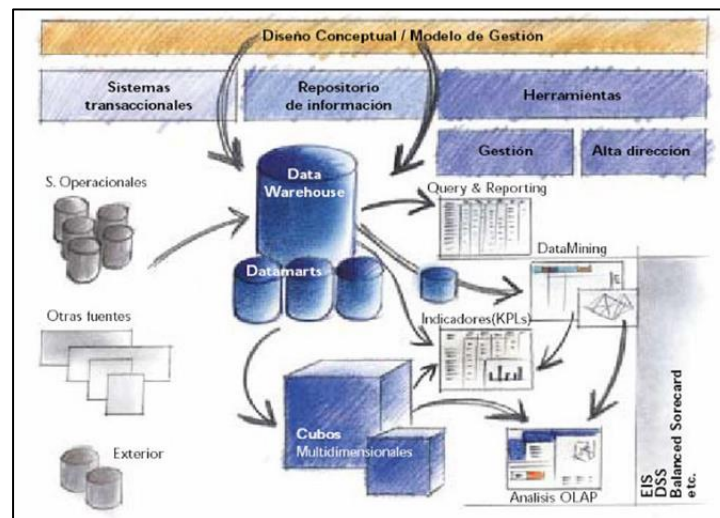 Diseño Conceptual / Modelo de Gestión
Sistemas
transaccionales
Repositorio
de información
Herramientas
Gestión
Alta dirección
S. Operacionales
Data
Warehouse
Query & Reporting
DataMining
Datamarts
Otras fuentes
Indicadores(KPLs)
Cubos
Multidimensionales
Exterior
Analisis OLAP
EIS
DSS
Balanced Sorecard
etc.